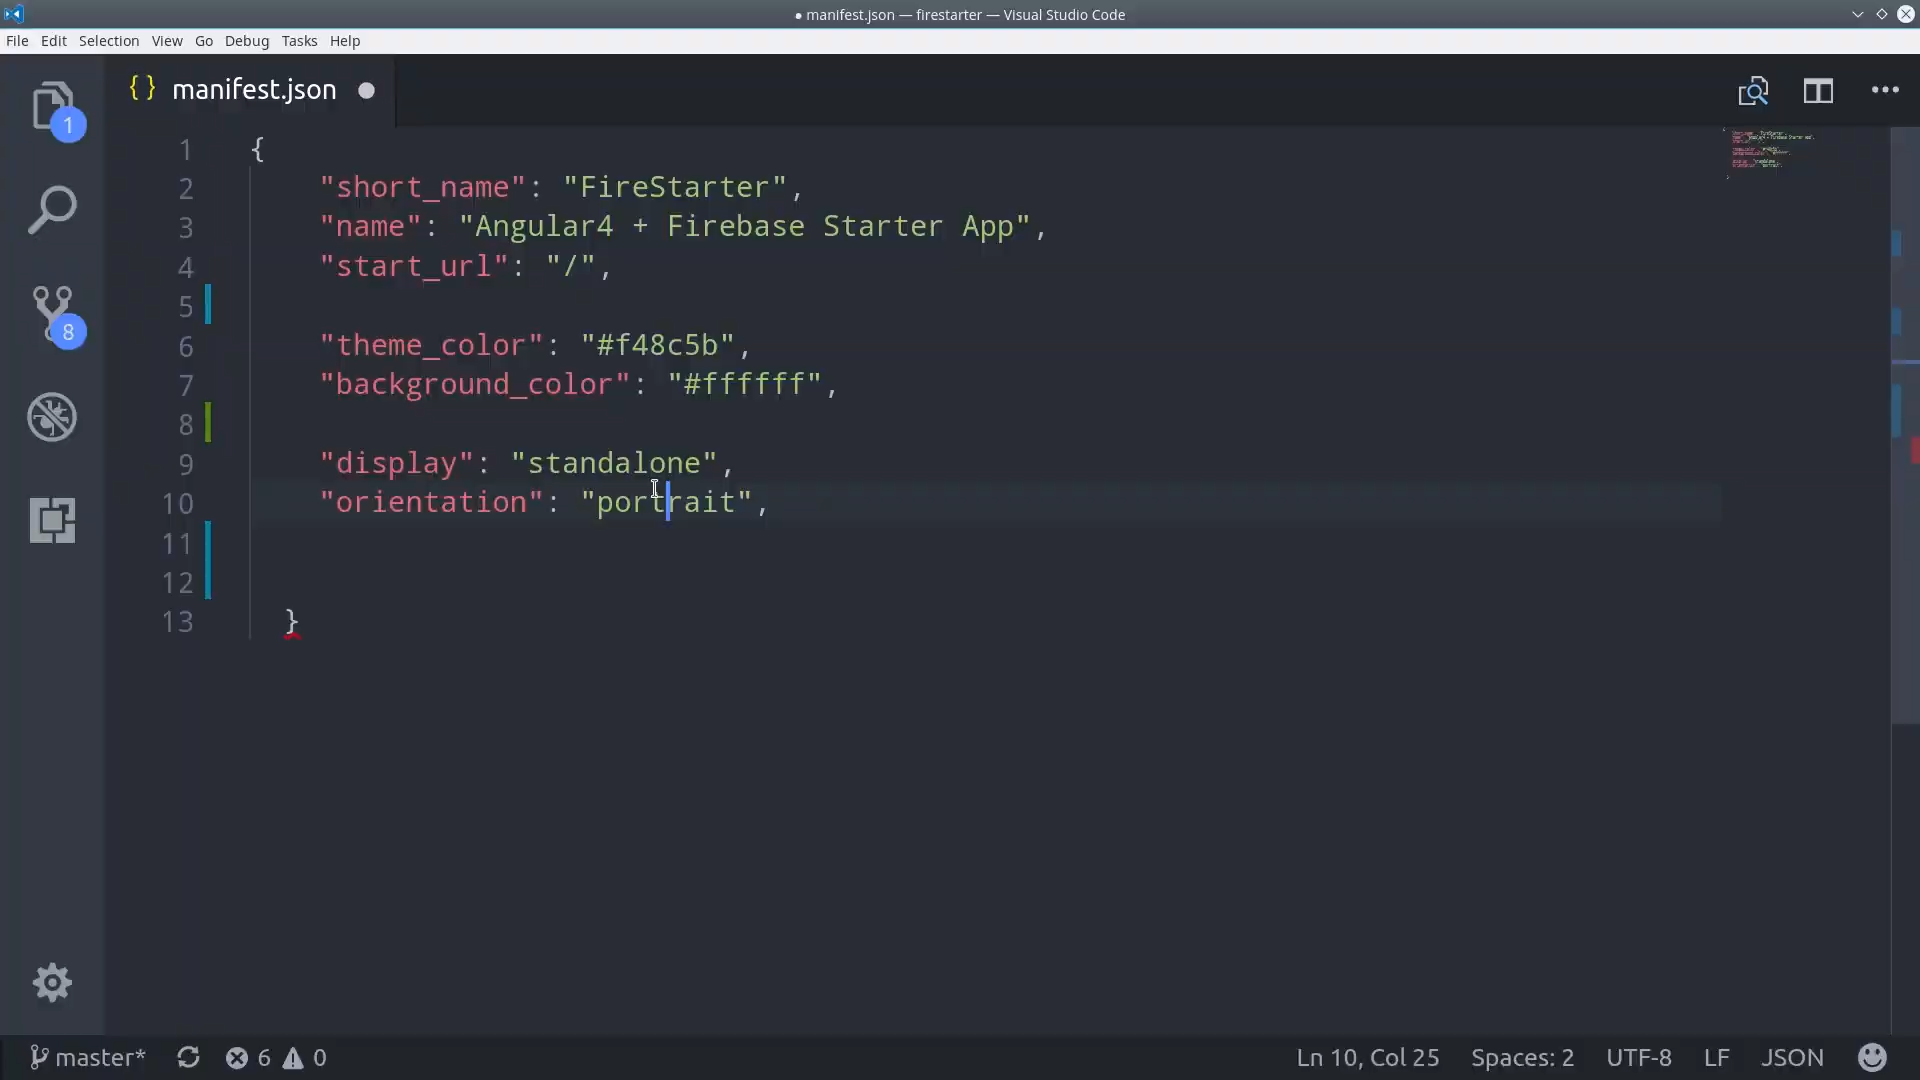 ● manifest.json — firestarter — Visual Studio Code
File Edit Selection View Go Debug Tasks Help
{} manifest.json ●
1
1 {
2 "short_name": "FireStarter",
3 "name": "Angular4 + Firebase Starter App",
4 "start_url": "/",
5
6 "theme_color": "#f48c5b",
7 "background_color": "#ffffff",
8
8
9 "display": "standalone",
10 "orientation": "portrait",
11
12
13 }
master* 6 0 Ln 10, Col 25 Spaces: 2 UTF-8 LF JSON